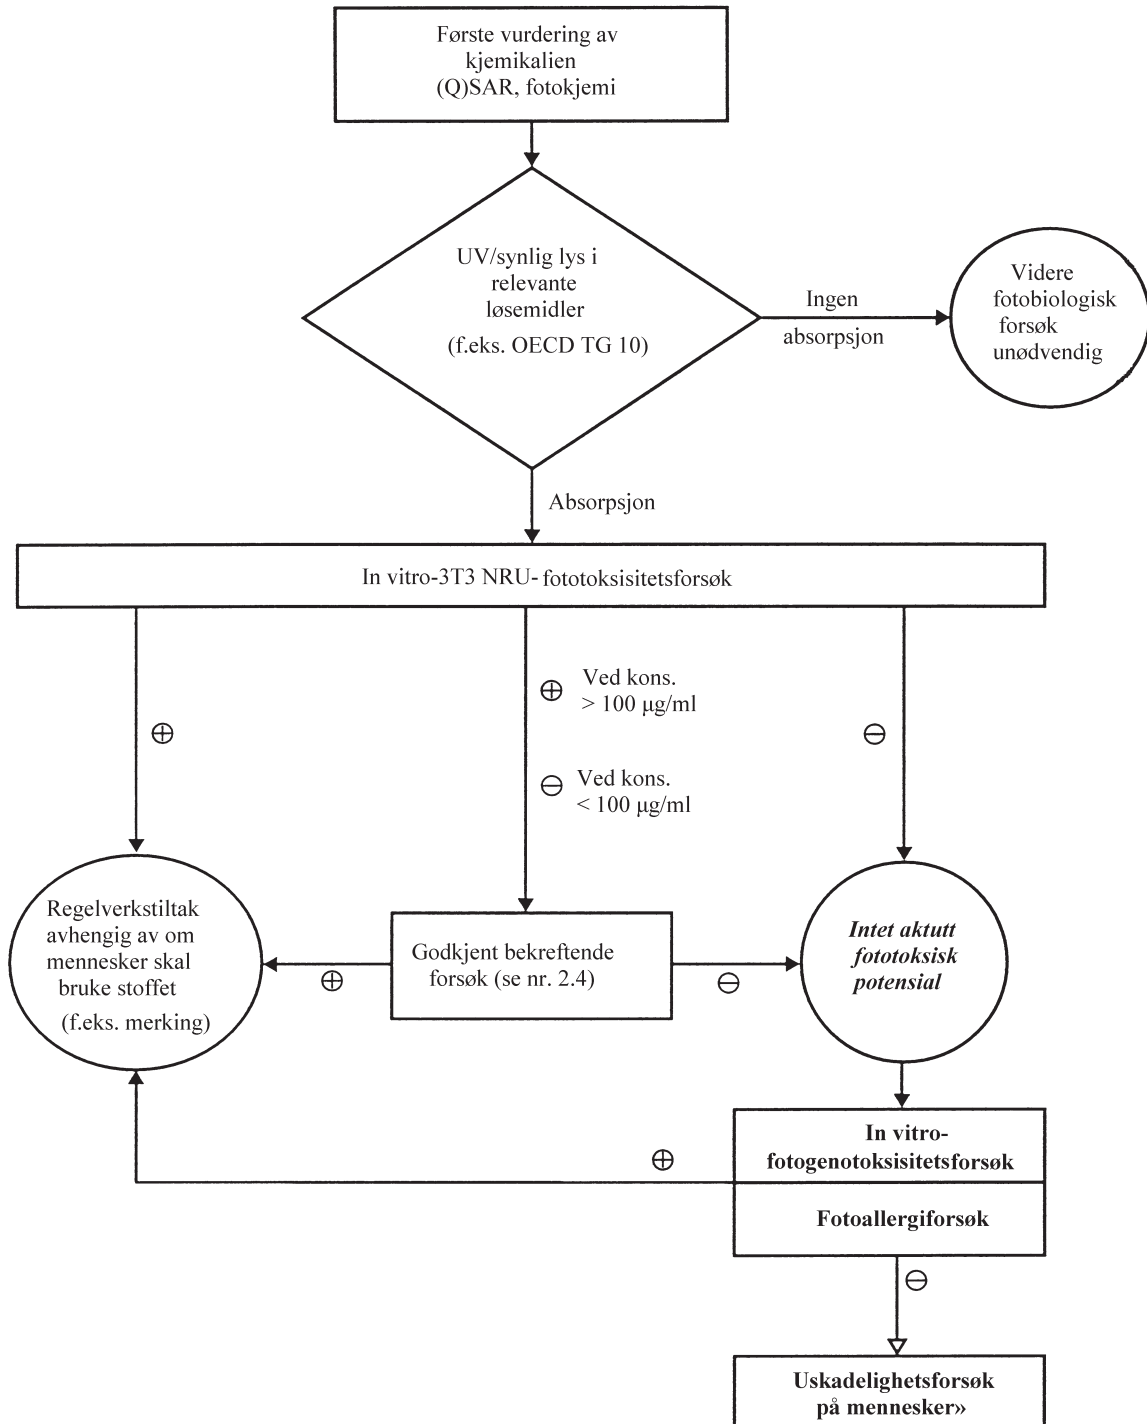 Første vurdering av
kjemikalien
(Q)SAR, fotokjemi
UV/synlig lys i
relevante
løsemidler
(f.eks. OECD TG 10)
Ingen
absorpsjon
Videre
fotobiologisk
forsøk
unødvendig
Absorpsjon
In vitro-3T3 NRU-fototoksisitetsforsøk
⊕
⊕ Ved kons.
> 100 µg/ml
⊖
⊖ Ved kons.
< 100 µg/ml
Regelverkstiltak
avhengig av om
mennesker skal
bruke stoffet
(f.eks. merking)
⊕
Godkjent bekreftende
forsøk (se nr. 2.4)
⊖
Intet aktutt
fototoksisk
potensial
⊕
In vitro-
fotogenotoksisitetsforsøk
Fotoallergiforsøk
⊖
Uskadelighetsforsøk
på mennesker»